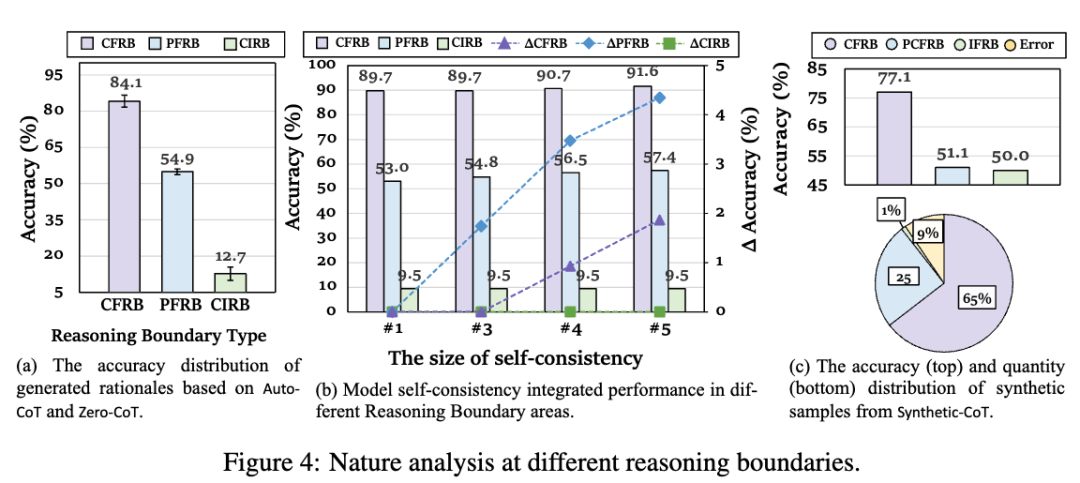 CFRB PFRB CIRB
Accuracy (%)
95
80
65
50
35
20
5
84.1
54.9
12.7
CFRB PFRB CIRB
Reasoning Boundary Type
(a) The accuracy distribution of
generated rationales based on Auto-
CoT and Zero-CoT.
CFRB PFRB CIRB ΔCFRB ΔPFRB ΔCIRB
Accuracy (%)
100
90
80
70
60
50
40
30
20
10
0
89.7 89.7 90.7 91.6
53.0 54.8 56.5 57.4
9.5 9.5 9.5 9.5
5
4
3
2
1
0
Δ Accuracy (%)
#1 #3 #4 #5
The size of self-consistency
(b) Model self-consistency integrated performance in dif-
ferent Reasoning Boundary areas.
CFRB PCFRB IFRB Error
Accuracy (%)
85
75
65
55
45
77.1
51.1
50.0
1%
9%
25
65%
(c) The accuracy (top) and quantity
(bottom) distribution of synthetic
samples from Synthetic-CoT.
Figure 4: Nature analysis at different reasoning boundaries.